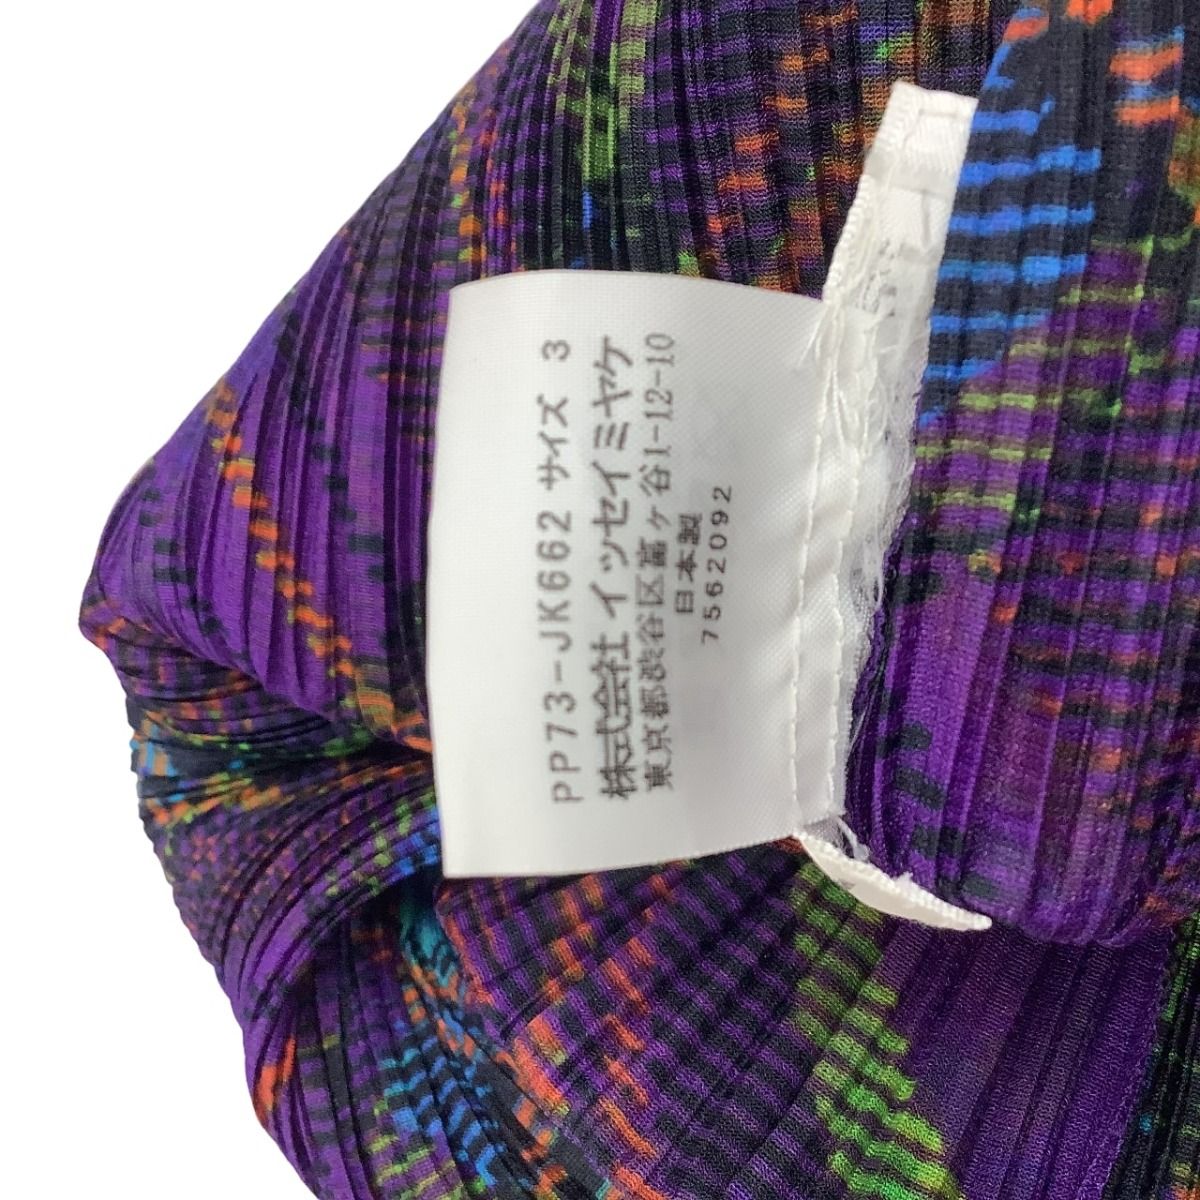 PP73-JK662 サイズ 3
株式会社 イッセイミヤケ
東京都渋谷区富ヶ谷1-12-10
日本製
7562092